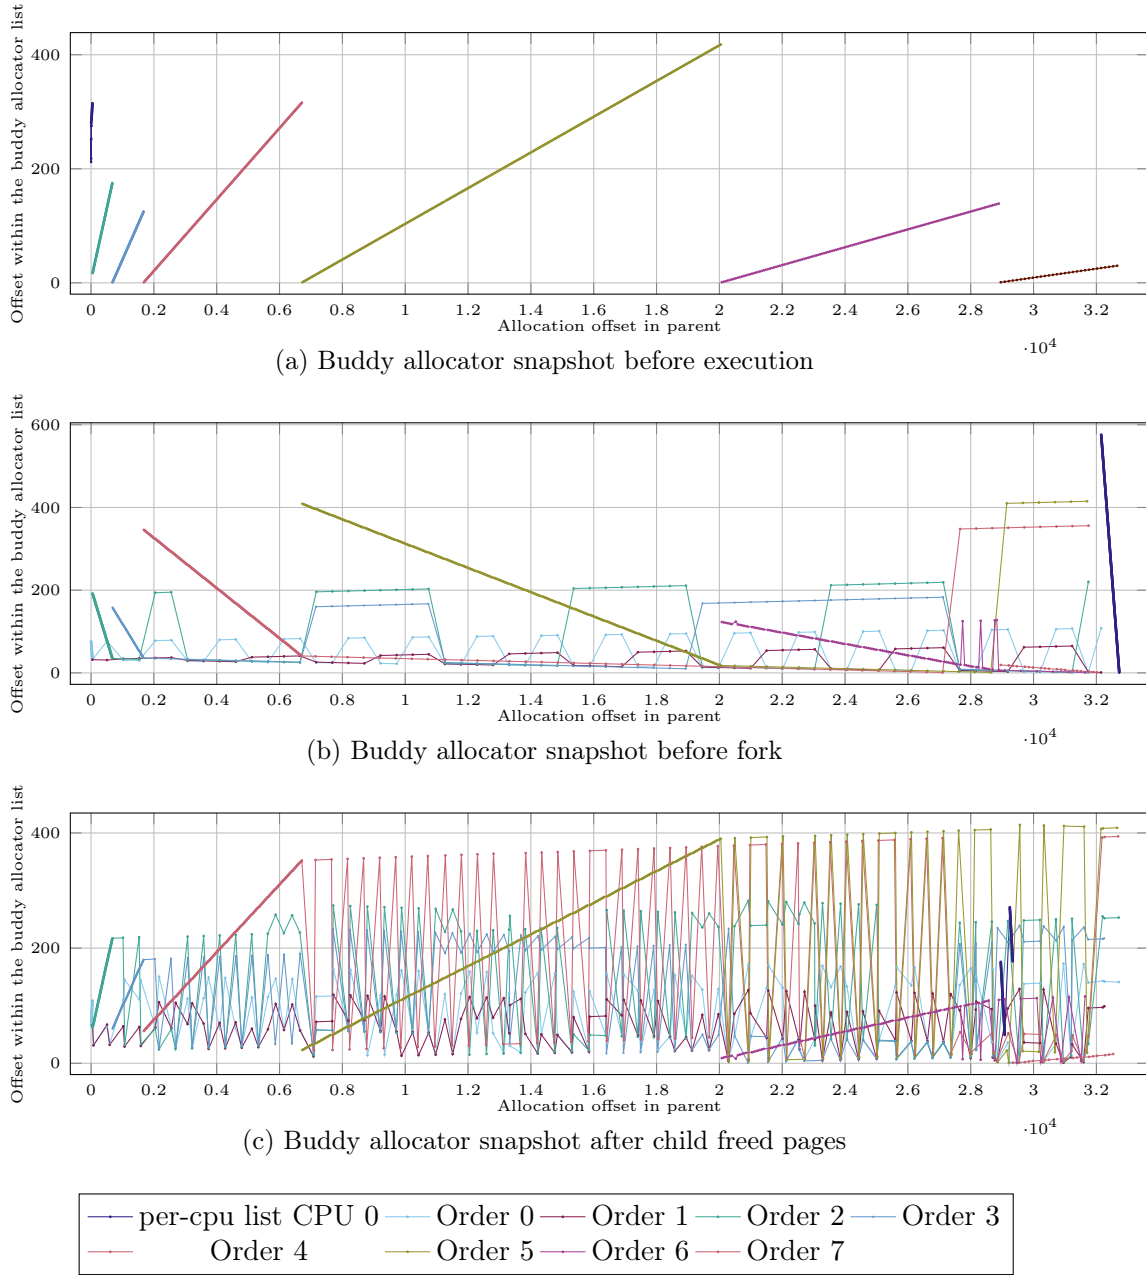 Offset within the buddy allocator list
400
200
0
0 0.2 0.4 0.6 0.8 1 1.2 1.4 1.6 1.8 2 2.2 2.4 2.6 2.8 3 3.2
Allocation offset in parent
·10⁴
(a) Buddy allocator snapshot before execution
Offset within the buddy allocator list
600
400
200
0
0 0.2 0.4 0.6 0.8 1 1.2 1.4 1.6 1.8 2 2.2 2.4 2.6 2.8 3 3.2
Allocation offset in parent
·10⁴
(b) Buddy allocator snapshot before fork
Offset within the buddy allocator list
400
200
0
0 0.2 0.4 0.6 0.8 1 1.2 1.4 1.6 1.8 2 2.2 2.4 2.6 2.8 3 3.2
Allocation offset in parent
·10⁴
(c) Buddy allocator snapshot after child freed pages
per-cpu list CPU 0 Order 0 Order 1 Order 2 Order 3
Order 4 Order 5 Order 6 Order 7